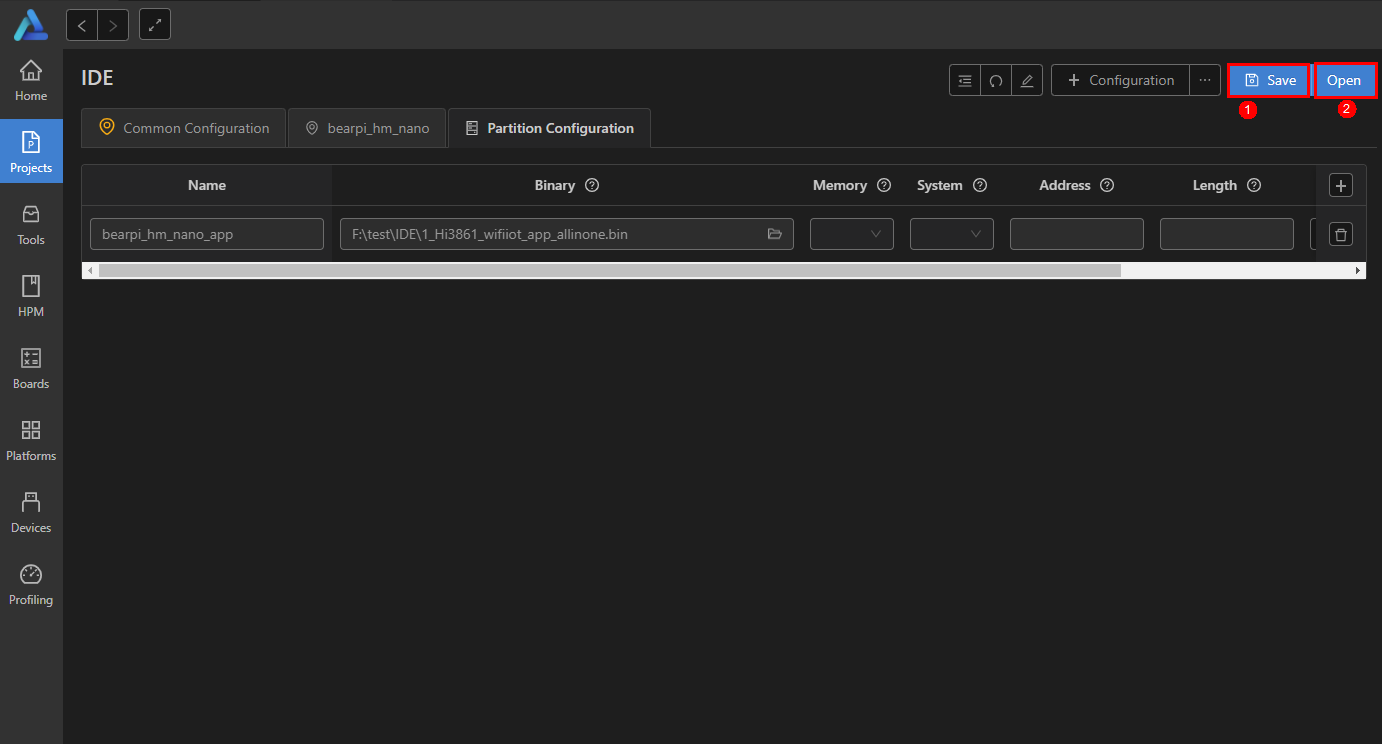 IDE
Configuration
...
Save
Open
1
2
Home
Projects
Tools
HPM
Boards
Platforms
Devices
Profiling
Common Configuration
bearpi_hm_nano
Partition Configuration
Name
Binary
Memory
System
Address
Length
bearpi_hm_nano_app
F:\test\IDE\1_Hi3861_wifiiot_app_allinone.bin